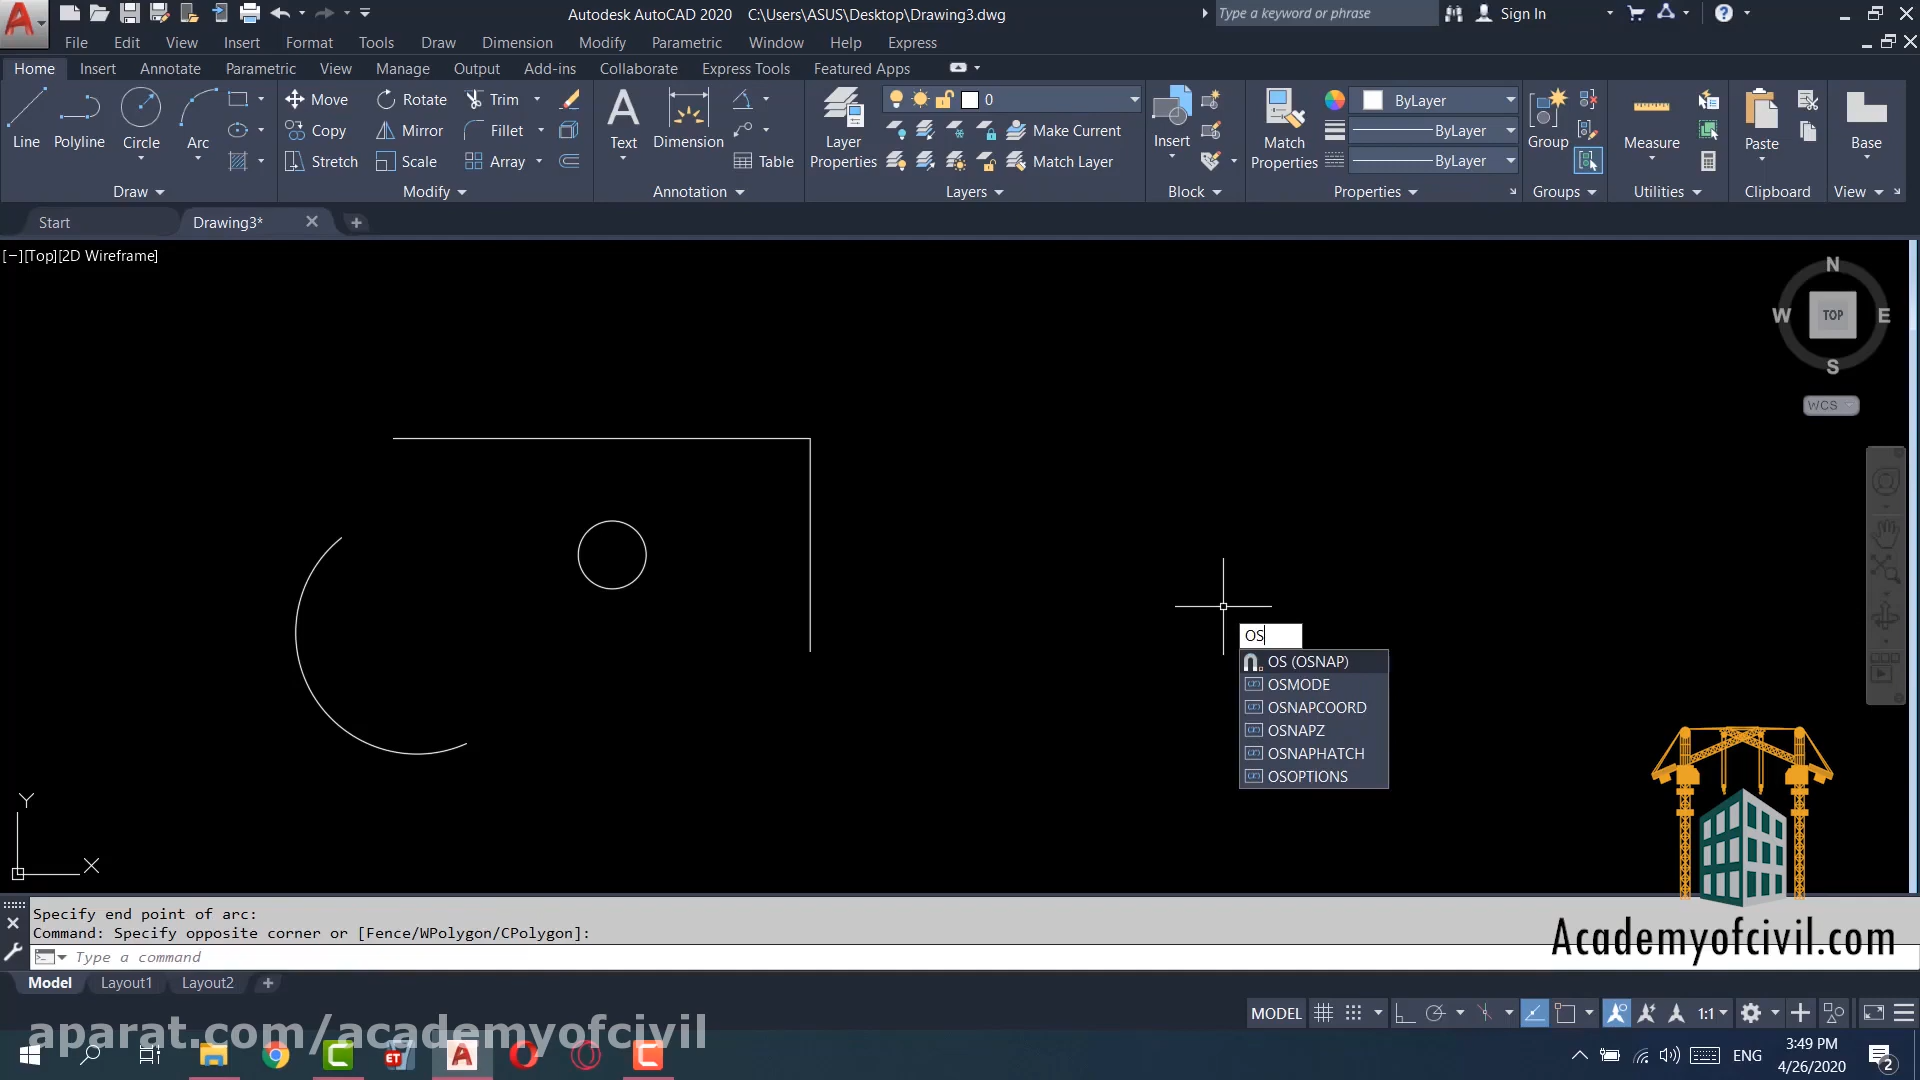 Autodesk AutoCAD 2020 C:\Users\ASUS\Desktop\Drawing3.dwg
Type a keyword or phrase
Sign In
File Edit View Insert Format Tools Draw Dimension Modify Parametric Window Help Express
Home Insert Annotate Parametric View Manage Output Add-ins Collaborate Express Tools Featured Apps
Line Polyline Circle Arc
Move Rotate Trim
Copy Mirror Fillet
Stretch Scale Array
Text Dimension Table
Layer Properties
0
Make Current
Match Layer
Insert
Match Properties
ByLayer
ByLayer
ByLayer
Group
Measure
Paste
Base
Draw Modify Annotation Layers Block Properties Groups Utilities Clipboard View
Start Drawing3*
[−][Top][2D Wireframe]
N
W TOP E
S
WCS
OS
OS (OSNAP)
OSMODE
OSNAPCOORD
OSNAPZ
OSNAPHATCH
OSOPTIONS
Y
X
Specify end point of arc:
Command: Specify opposite corner or [Fence/WPolygon/CPolygon]:
Type a command
Academyofcivil.com
Model Layout1 Layout2
MODEL 1:1
aparat.com/academyofcivil
ET
ENG
3:49 PM
4/26/2020
2